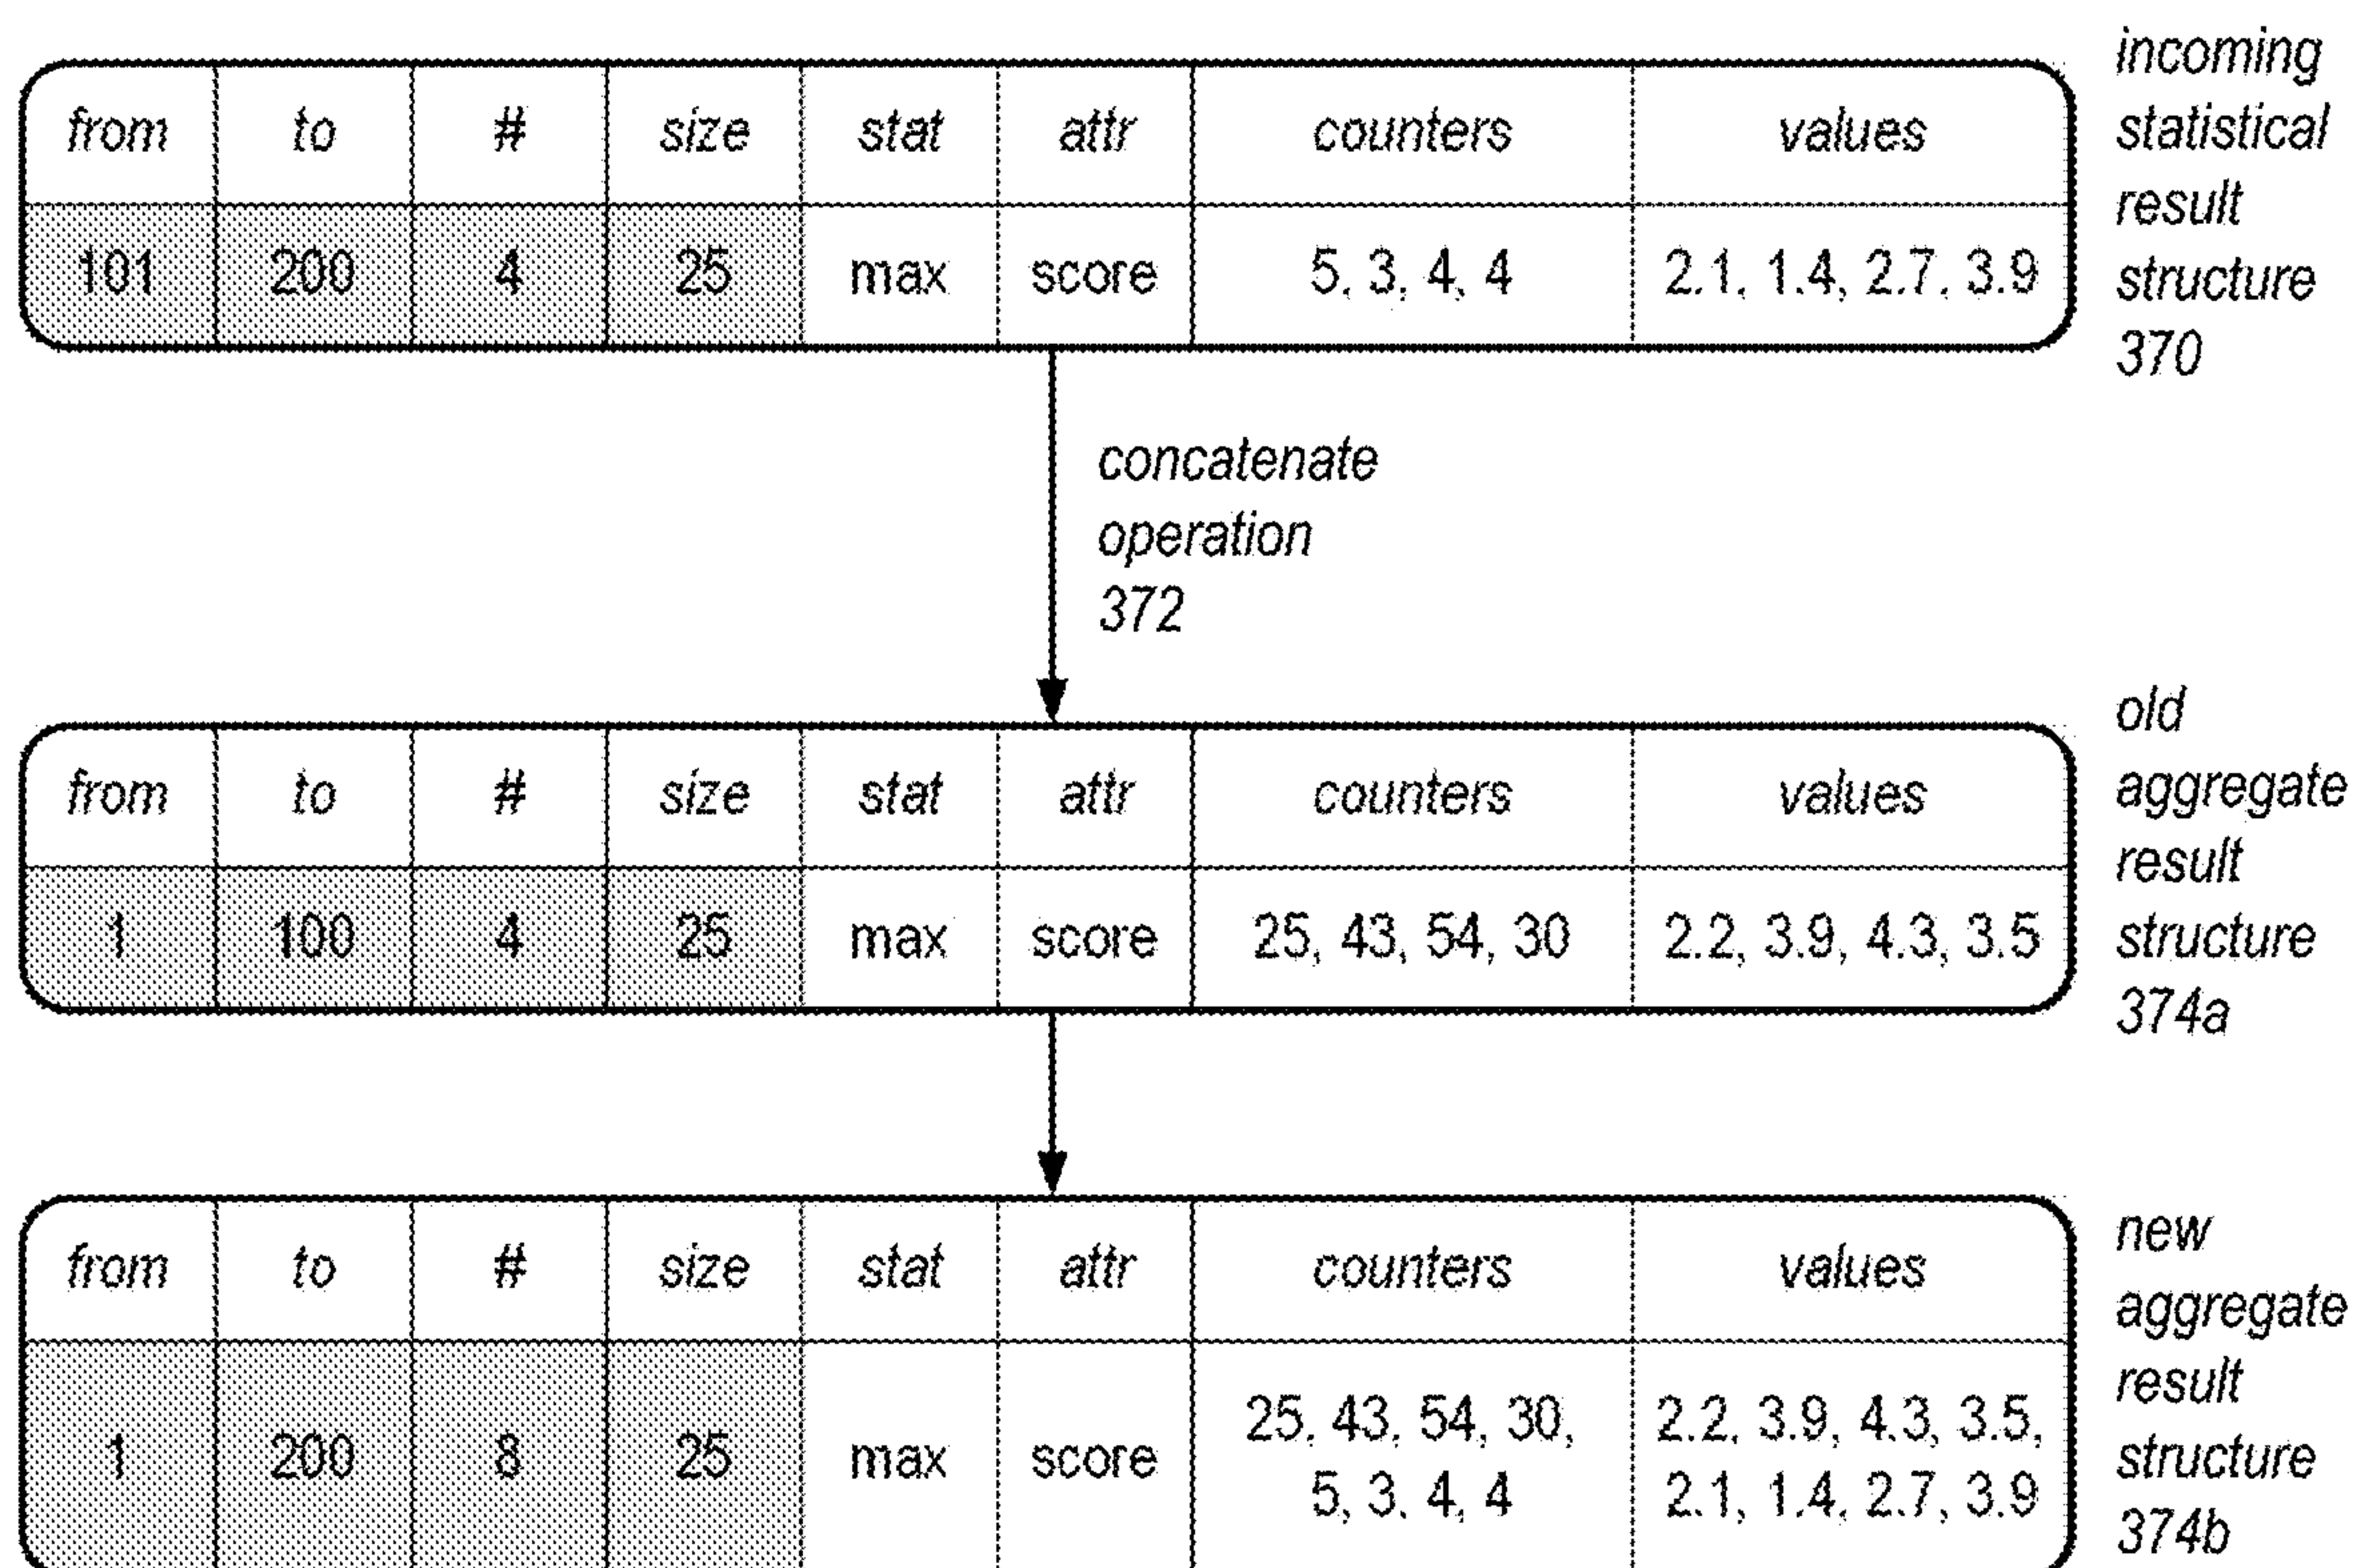 from to # size stat attr counters values
101 200 4 25 max score 5, 3, 4, 4 2.1, 1.4, 2.7, 3.9
incoming
statistical
result
structure
370
concatenate
operation
372
from to # size stat attr counters values
1 100 4 25 max score 25, 43, 54, 30 2.2, 3.9, 4.3, 3.5
old
aggregate
result
structure
374a
from to # size stat attr counters values
1 200 8 25 max score 25, 43, 54, 30, 2.2, 3.9, 4.3, 3.5,
5, 3, 4, 4 2.1, 1.4, 2.7, 3.9
new
aggregate
result
structure
374b